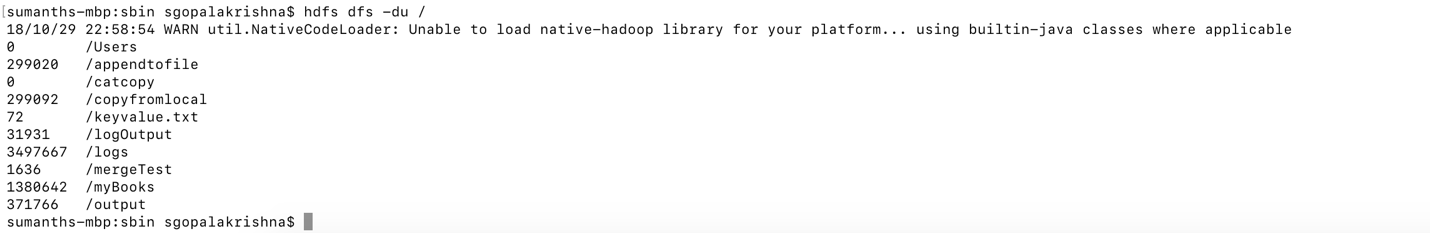 [sumanths-mbp:sbin sgopalakrishna$ hdfs dfs -du /
18/10/29 22:58:54 WARN util.NativeCodeLoader: Unable to load native-hadoop library for your platform... using builtin-java classes where applicable
0        /Users
299020   /appendtofile
0        /catcopy
299092   /copyfromlocal
72       /keyvalue.txt
31931    /logOutput
3497667  /logs
1636     /mergeTest
1380642  /myBooks
371766   /output
sumanths-mbp:sbin sgopalakrishna$